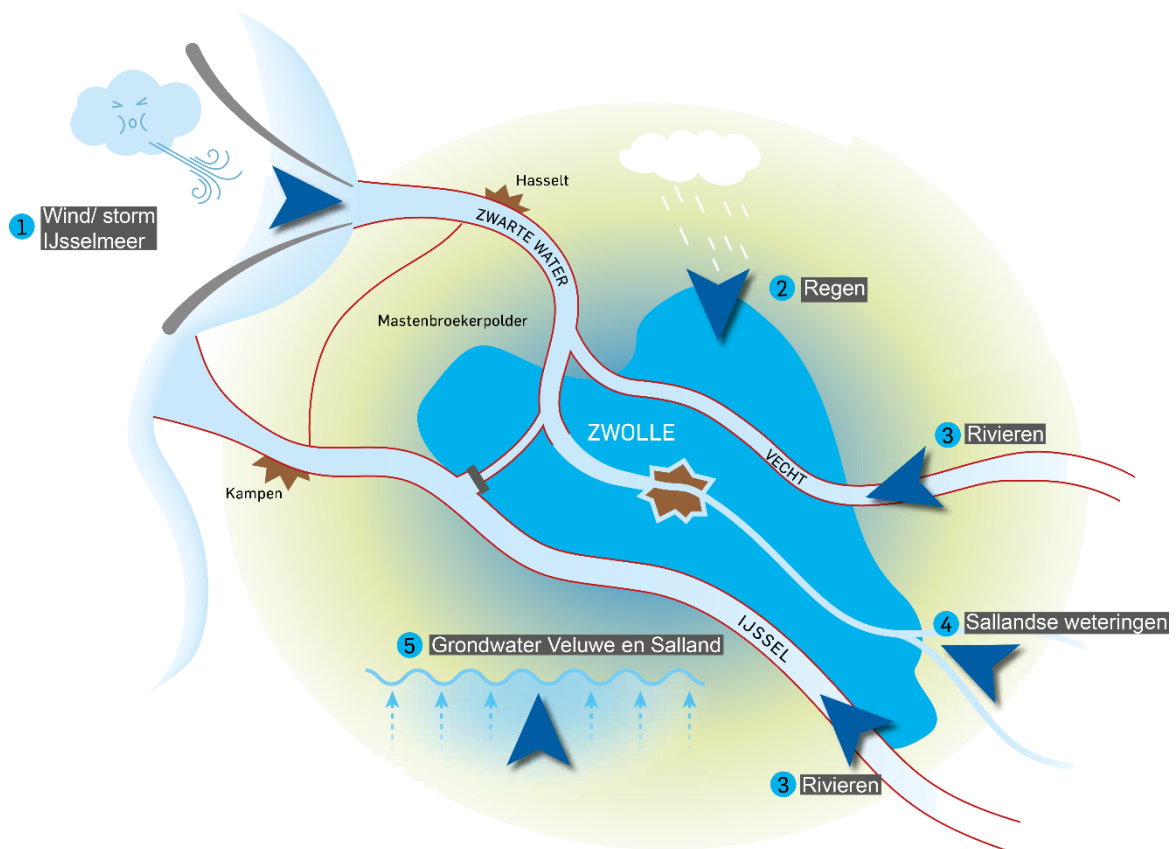 1 Wind/ storm
IJsselmeer
Hasselt
ZWARTE WATER
2 Regen
Mastenbroekerpolder
ZWOLLE
3 Rivieren
VECHT
Kampen
4 Sallandse weteringen
IJSSEL
5 Grondwater Veluwe en Salland
3 Rivieren